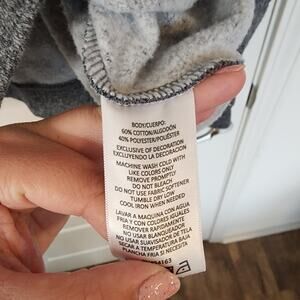 BODY/CUERPO:
60% COTTON/ALGODÓN
40% POLYESTER/POLIÉSTER
EXCLUSIVE OF DECORATION
EXCLUYENDO LA DECIRACION
MACHINE WASH COLD WITH
LIKE COLORS ONLY
REMOVE PROMPTLY
DO NOT BLEACH
DO NOT USE FABRIC SOFTENER
TUMBLE DRY LOW
COOL IRON WHEN NEEDED
LAVAR A MAQUINA CON AGUA
FRIA Y CON COLORES IGUALES
REMOVER RAPIDAMENTE
NO USAR BLANQUEADOR
NO USAR SUAVISADOR DE TELA
SECAR A TEMPERATURA BAJA
PLANCHA FRIA SI ES NECESARIO